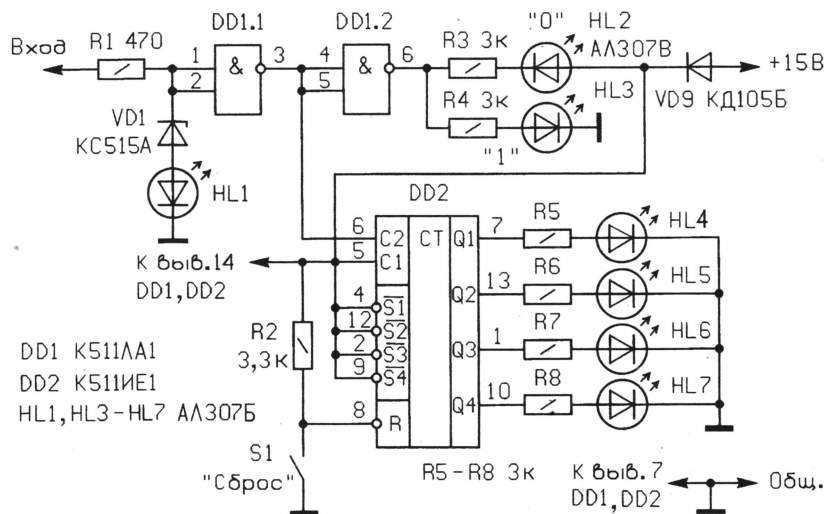 DD1.1
DD1.2
"0"
HL2
АЛ307В
Вход
R1 470
1
2
&
3
4
5
&
6
R3 3к
+15В
VD9 КД105Б
HL3
R4 3к
"1"
VD1
КС515А
HL1
DD2
6
C2
CT
Q1
7
R5
HL4
5
C1
К выв.14
DD1,DD2
4
S1
12
S2
2
S3
9
S4
Q2
13
R6
HL5
Q3
1
R7
HL6
Q4
10
R8
HL7
R2
3,3к
8
R
DD1 К511ЛА1
DD2 К511ИЕ1
HL1,HL3-HL7 АЛ307Б
S1
"Сброс"
R5-R8 3к
К выв.7
DD1,DD2
Общ.